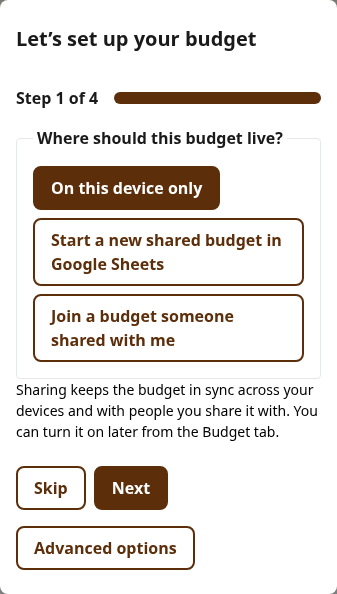 Let’s set up your budget
Step 1 of 4
Where should this budget live?
On this device only
Start a new shared budget in
Google Sheets
Join a budget someone
shared with me
Sharing keeps the budget in sync across your
devices and with people you share it with. You
can turn it on later from the Budget tab.
Skip
Next
Advanced options